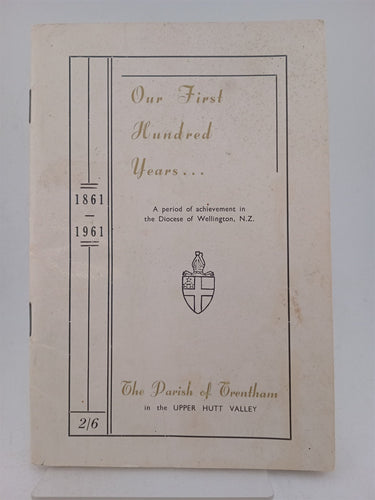 Our First
Hundred
Years...
A period of achievement in
the Diocese of Wellington, N.Z.
1861
—
1961
The Parish of Trentham
in the UPPER HUTT VALLEY
2/6